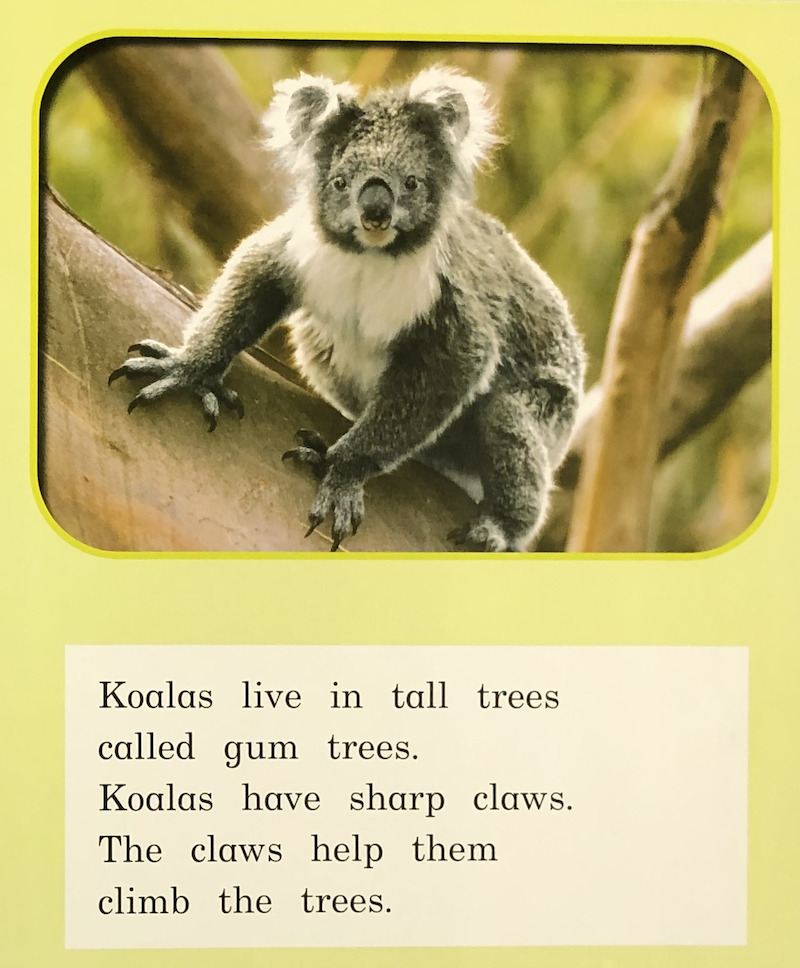 Koalas live in tall trees
called gum trees.
Koalas have sharp claws.
The claws help them
climb the trees.